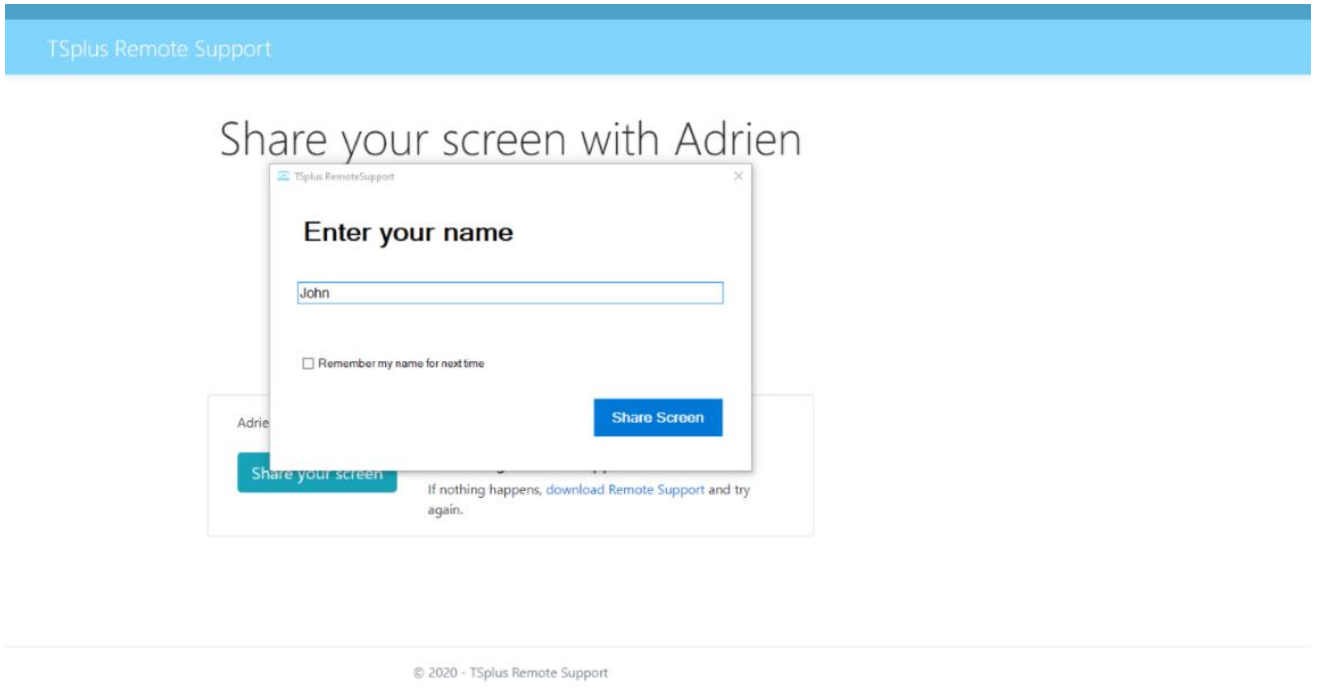 TSplus Remote Support
Share your screen with Adrien
TSplus RemoteSupport
Enter your name
John
Remember my name for next time
Share Screen
Share your screen
If nothing happens, download Remote Support and try
again.
© 2020 - TSplus Remote Support